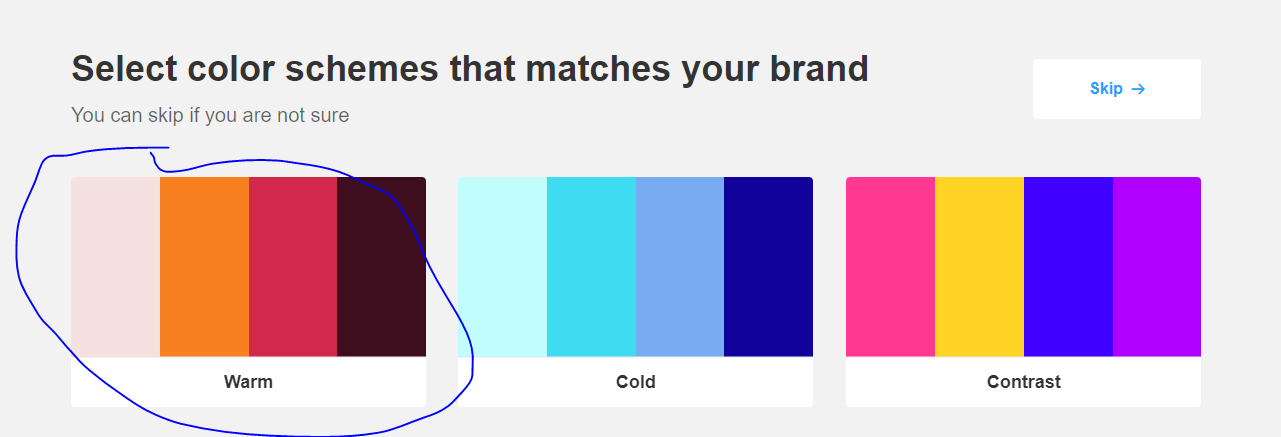 Select color schemes that matches your brand
You can skip if you are not sure
Skip →
Warm
Cold
Contrast